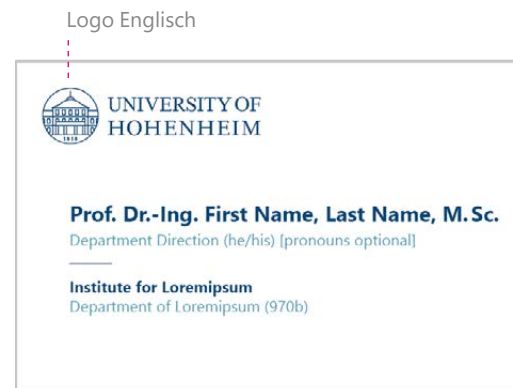 Logo Englisch
UNIVERSITY OF
HOHENHEIM
1818
Prof. Dr.-Ing. First Name, Last Name, M. Sc.
Department Direction (he/his) [pronouns optional]
Institute for Loremipsum
Department of Loremipsum (970b)